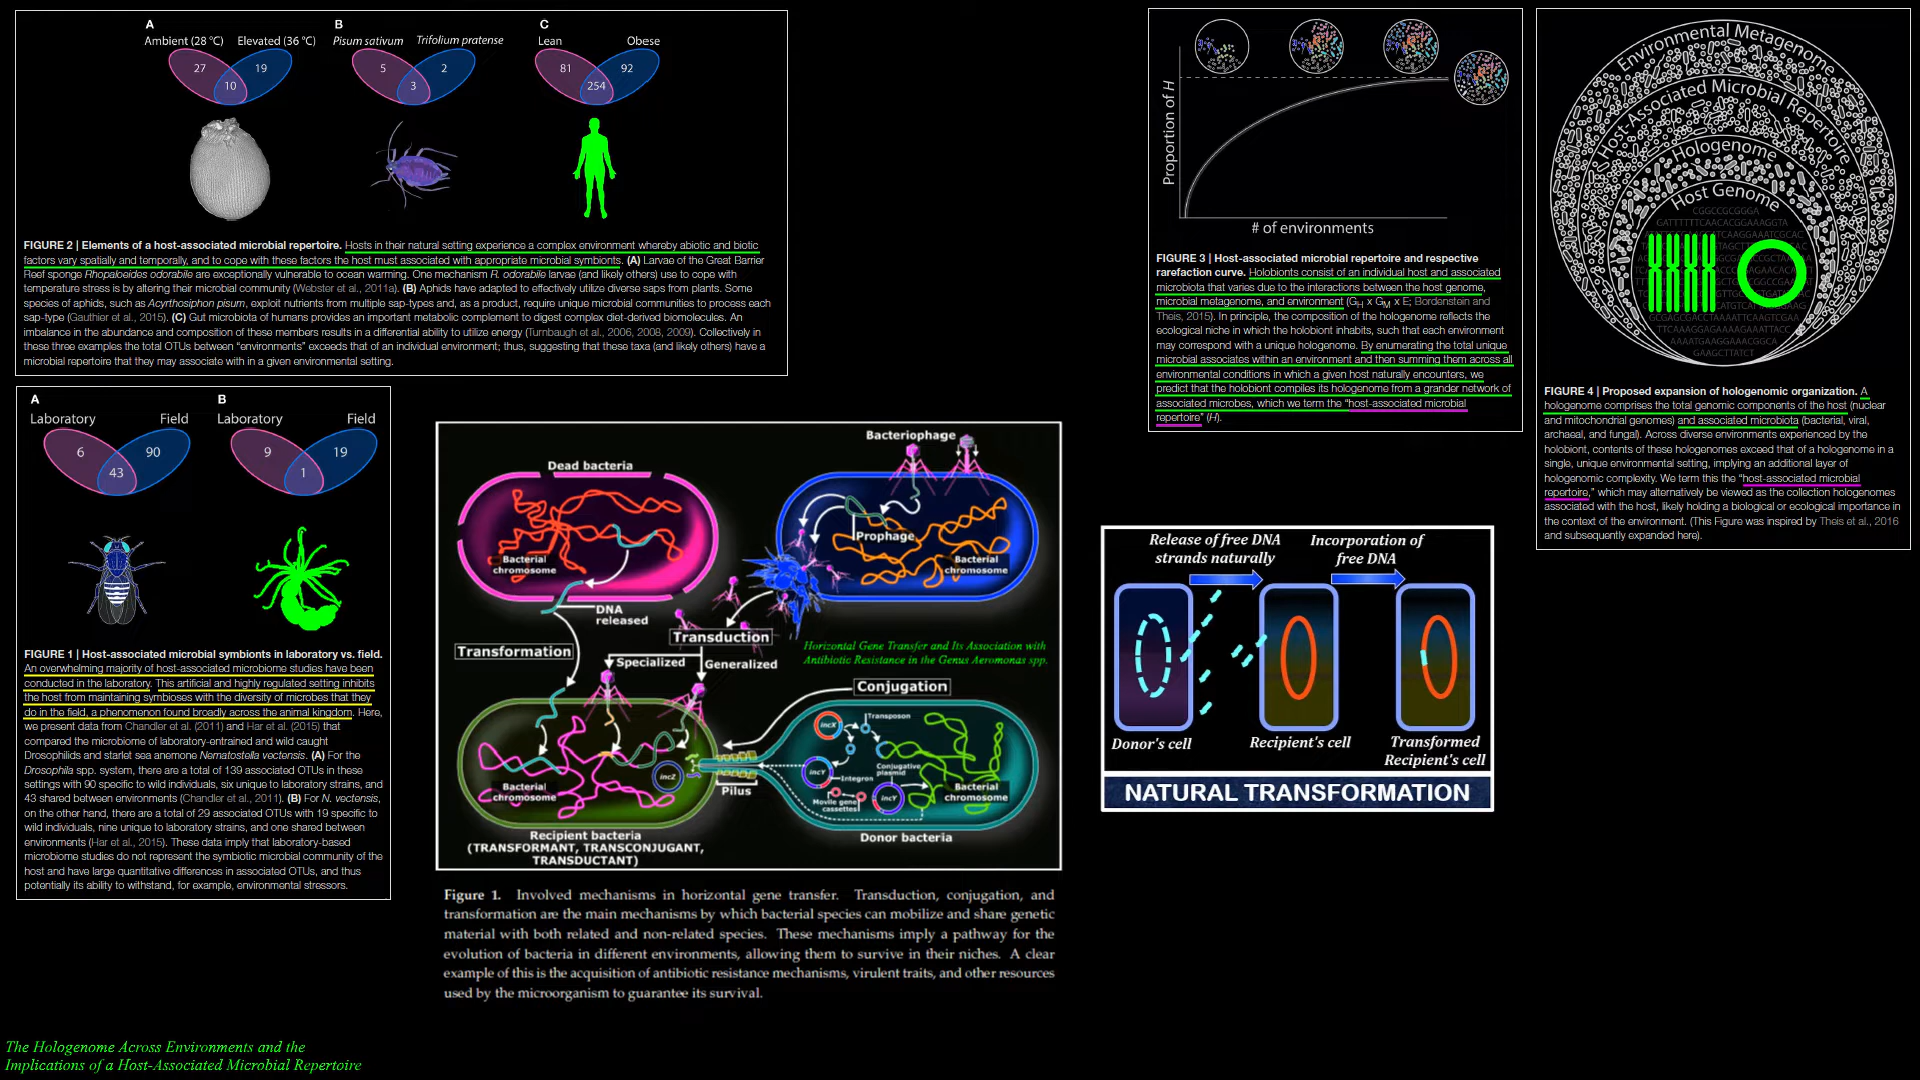 A
B
C
Ambient (28 °C)
Elevated (36 °C)
Pisum sativum
Trifolium pratense
Lean
Obese
27
19
10
5
2
3
81
92
254
FIGURE 2 | Elements of a host-associated microbial repertoire. Hosts in their natural setting experience a complex environment whereby abiotic and biotic
factors vary spatially and temporally, and to cope with these factors the host must associated with appropriate microbial symbionts. (A) Larvae of the Great Barrier
Reef sponge Rhopaloeides odorabile are exceptionally vulnerable to ocean warming. One mechanism R. odorabile larvae (and likely others) use to cope with
temperature stress is by altering their microbial community (Webster et al., 2011a). (B) Aphids have adapted to effectively utilize diverse saps from plants. Some
species of aphids, such as Acyrthosiphon pisum, exploit nutrients from multiple sap-types and, as a product, require unique microbial communities to process each
sap-type (Gauthier et al., 2015). (C) Gut microbiota of humans provides an important metabolic complement to digest complex diet-derived biomolecules. An
imbalance in the abundance and composition of these members results in a differential ability to utilize energy (Turnbaugh et al., 2006, 2008, 2009). Collectively in
these three examples the total OTUs between “environments” exceeds that of an individual environment; thus, suggesting that these taxa (and likely others) have a
microbial repertoire that they may associate with in a given environmental setting.
A
B
Laboratory
Field
Laboratory
Field
6
90
43
9
19
1
FIGURE 1 | Host-associated microbial symbionts in laboratory vs. field.
An overwhelming majority of host-associated microbiome studies have been
conducted in the laboratory. This artificial and highly regulated setting inhibits
the host from maintaining symbioses with the diversity of microbes that they
do in the field, a phenomenon found broadly across the animal kingdom. Here,
we present data from Chandler et al. (2011) and Har et al. (2015) that
compared the microbiome of laboratory-entrained and wild caught
Drosophilids and starlet sea anemone Nematostella vectensis. (A) For the
Drosophila spp. system, there are a total of 139 associated OTUs in these
settings with 90 specific to wild individuals, six unique to laboratory strains, and
43 shared between environments (Chandler et al., 2011). (B) For N. vectensis,
on the other hand, there are a total of 29 associated OTUs with 19 specific to
wild individuals, nine unique to laboratory strains, and one shared between
environments (Har et al., 2015). These data imply that laboratory-based
microbiome studies do not represent the symbiotic microbial community of the
host and have large quantitative differences in associated OTUs, and thus
potentially its ability to withstand, for example, environmental stressors.
Dead bacteria
Bacteriophage
Bacterial
chromosome
Prophage
Bacterial
chromosome
DNA
released
Transduction
Transformation
Specialized
Generalized
Horizontal Gene Transfer and Its Association with
Antibiotic Resistance in the Genus Aeromonas spp.
Conjugation
incX
Transposon
incZ
incY
Integron
Conjugative
plasmid
Movile gene
cassettes
incY
Bacterial
chromosome
Pilus
Bacterial
chromosome
Recipient bacteria
(TRANSFORMANT, TRANSCONJUGANT,
TRANSDUCTANT)
Donor bacteria
Figure 1. Involved mechanisms in horizontal gene transfer. Transduction, conjugation, and
transformation are the main mechanisms by which bacterial species can mobilize and share genetic
material with both related and non-related species. These mechanisms imply a pathway for the
evolution of bacteria in different environments, allowing them to survive in their niches. A clear
example of this is the acquisition of antibiotic resistance mechanisms, virulent traits, and other resources
used by the microorganism to guarantee its survival.
Proportion of H
# of environments
FIGURE 3 | Host-associated microbial repertoire and respective
rarefaction curve. Holobionts consist of an individual host and associated
microbiota that varies due to the interactions between the host genome,
microbial metagenome, and environment (GH x GM x E; Bordenstein and
Theis, 2015). In principle, the composition of the hologenome reflects the
ecological niche in which the holobiont inhabits, such that each environment
may correspond with a unique hologenome. By enumerating the total unique
microbial associates within an environment and then summing them across all
environmental conditions in which a given host naturally encounters, we
predict that the holobiont compiles its hologenome from a grander network of
associated microbes, which we term the “host-associated microbial
repertoire” (H).
Release of free DNA
strands naturally
Incorporation of
free DNA
Donor's cell
Recipient's cell
Transformed
Recipient's cell
NATURAL TRANSFORMATION
Environmental Metagenome
Host-Associated Microbial Repertoire
Hologenome
Host Genome
CGGCCGCGGGA
FIGURE 4 | Proposed expansion of hologenomic organization. A
hologenome comprises the total genomic components of the host (nuclear
and mitochondrial genomes) and associated microbiota (bacterial, viral,
archaeal, and fungal). Across diverse environments experienced by the
holobiont, contents of these hologenomes exceed that of a hologenome in a
single, unique environmental setting, implying an additional layer of
hologenomic complexity. We term this the “host-associated microbial
repertoire,” which may alternatively be viewed as the collection hologenomes
associated with the host, likely holding a biological or ecological importance in
the context of the environment. (This Figure was inspired by Theis et al., 2016
and subsequently expanded here).
The Hologenome Across Environments and the
Implications of a Host-Associated Microbial Repertoire